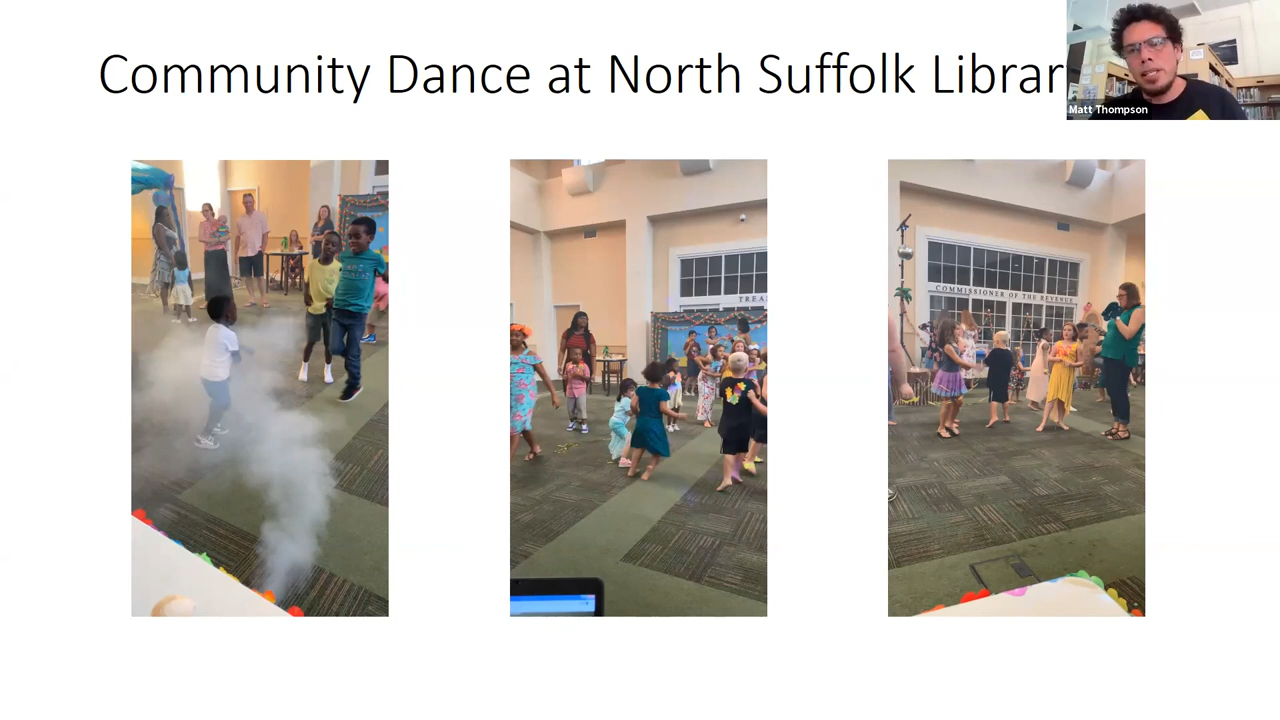 Community Dance at North Suffolk Librar
Matt Thompson
TREA
COMMISSIONER OF THE REVENUE